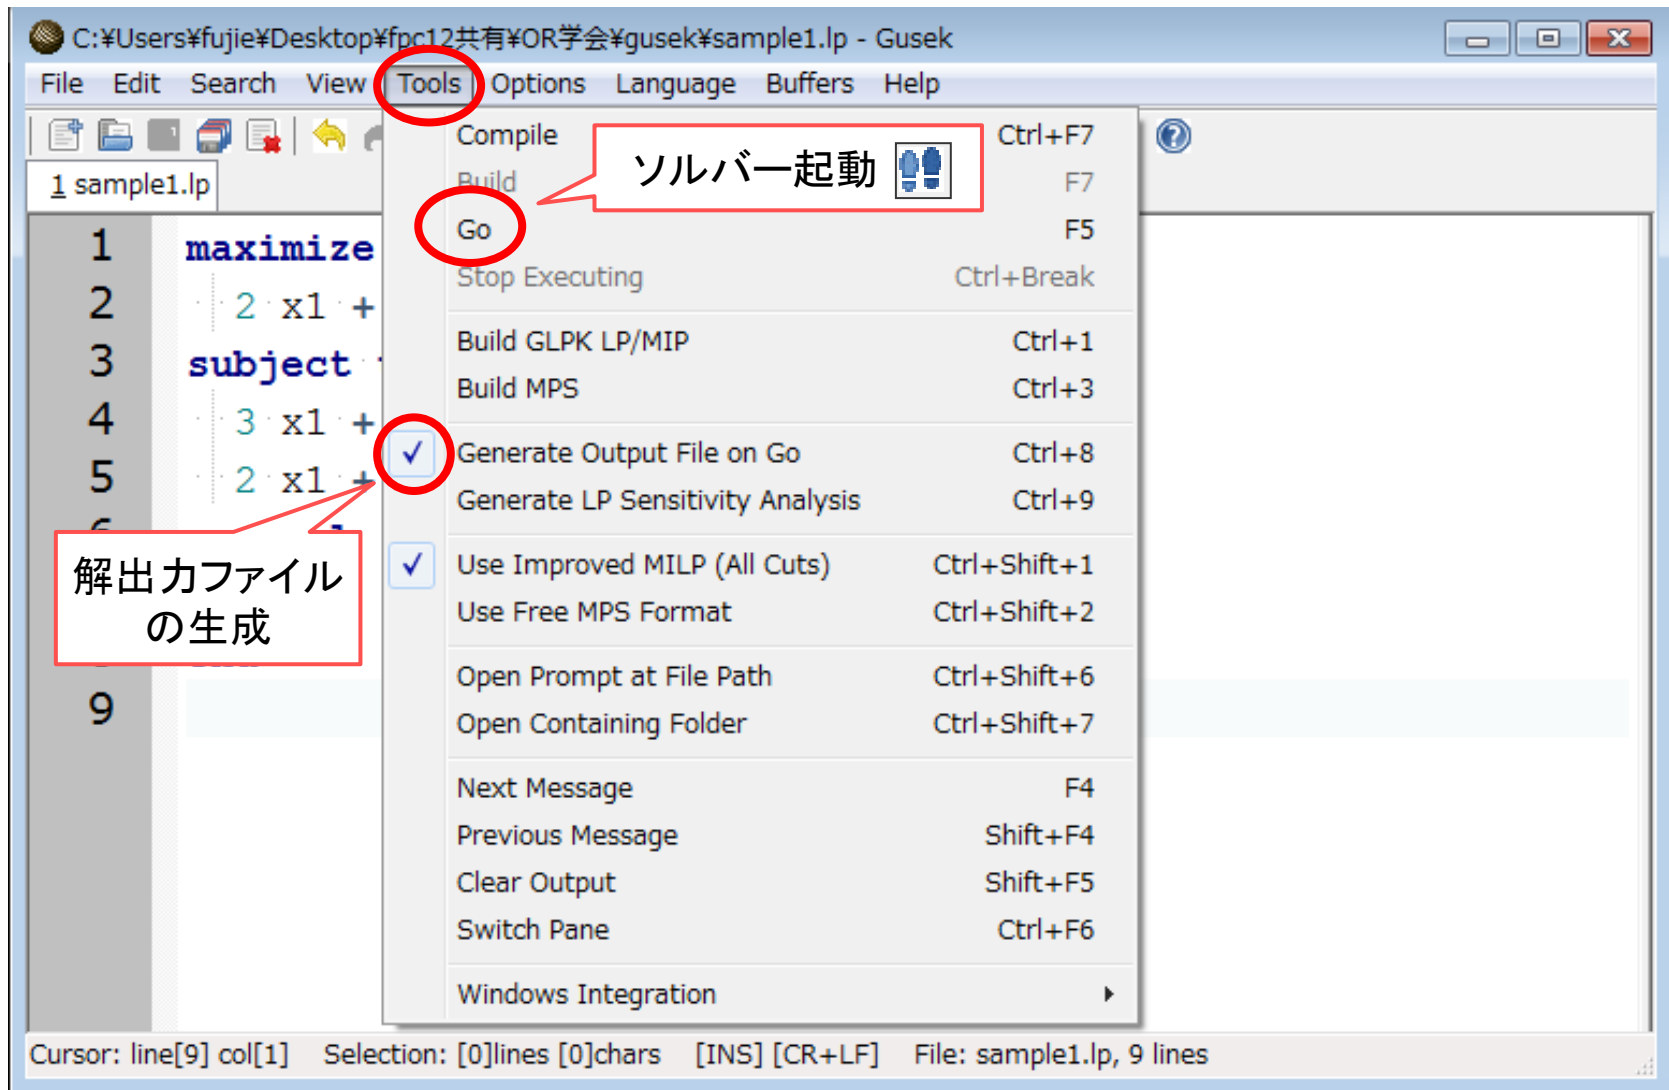 C:¥Users¥fujie¥Desktop¥fpc12共有¥OR学会¥gusek¥sample1.lp - Gusek
File Edit Search View Tools Options Language Buffers Help
1 sample1.lp
Compile Ctrl+F7
ソルバー起動
Build F7
Go F5
Stop Executing Ctrl+Break
Build GLPK LP/MIP Ctrl+1
Build MPS Ctrl+3
Generate Output File on Go Ctrl+8
Generate LP Sensitivity Analysis Ctrl+9
Use Improved MILP (All Cuts) Ctrl+Shift+1
Use Free MPS Format Ctrl+Shift+2
Open Prompt at File Path Ctrl+Shift+6
Open Containing Folder Ctrl+Shift+7
Next Message F4
Previous Message Shift+F4
Clear Output Shift+F5
Switch Pane Ctrl+F6
Windows Integration
1 maximize
2 2 x1 +
3 subject
4 3 x1 +
5 2 x1 +
解出力ファイル
の生成
9
Cursor: line[9] col[1] Selection: [0]lines [0]chars [INS] [CR+LF] File: sample1.lp, 9 lines